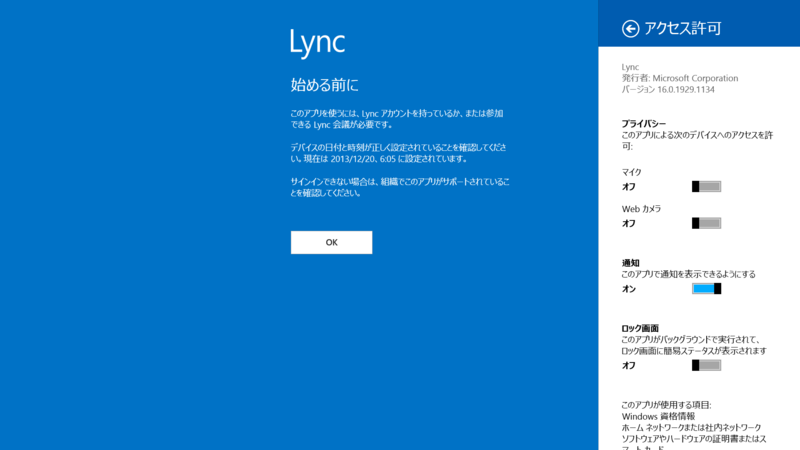 Lync
始める前に
このアプリを使うには、Lync アカウントを持っているか、または参加
できる Lync 会議が必要です。
デバイスの日付と時刻が正しく設定されていることを確認してくださ
い。現在は 2013/12/20、6:05 に設定されています。
サインインできない場合は、組織でこのアプリがサポートされているこ
とを確認してください。
OK
アクセス許可
Lync
発行者: Microsoft Corporation
バージョン 16.0.1929.1134
プライバシー
このアプリによる次のデバイスへのアクセスを許
可:
マイク
オフ
Web カメラ
オフ
通知
このアプリで通知を表示できるようにする
オン
ロック画面
このアプリがバックグラウンドで実行されて、
ロック画面に簡易ステータスが表示されます
オフ
このアプリが使用する項目:
Windows 資格情報
ホーム ネットワークまたは社内ネットワーク
ソフトウェアやハードウェアの証明書またはス
マート カード